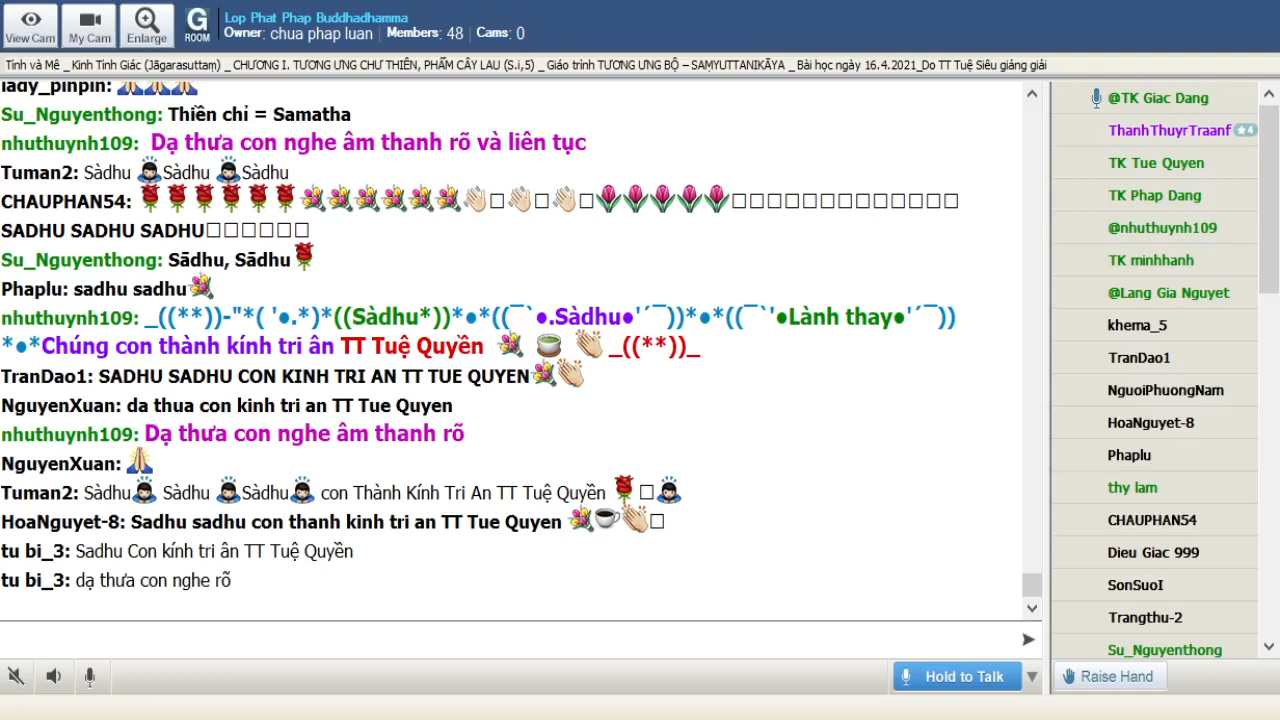 View Cam
My Cam
Enlarge
G
ROOM
Lop Phat Phap Buddhadhamma
Owner: chua phap luan | Members: 48 | Cams: 0
Tỉnh và Mê _Kinh Tỉnh Giác (Jāgarasuttaṃ) _ CHƯƠNG I. TƯƠNG ƯNG CHƯ THIÊN, PHẨM CÂY LAU (S.i,5) _ Giáo trình TƯƠNG ƯNG BỘ – SAṂYUTTANIKĀYA _ Bài học ngày 16.4.2021_Do TT Tuệ Siêu giảng giải
lady_pinpin: 🙏🙏🙏
Su_Nguyenthong: Thiền chỉ = Samatha
nhuthuynh109: Dạ thưa con nghe âm thanh rõ và liên tục
Tuman2: Sàdhu 🙇Sàdhu 🙇Sàdhu
CHAUPHAN54: 🌹🌹🌹🌹🌹🌹💐💐💐💐💐💐👏□👏□👏□🌷🌷🌷🌷🌷□□□□□□□□□□□□□□□
SADHU SADHU SADHU□□□□□□□
Su_Nguyenthong: Sādhu, Sādhu🌹
Phaplu: sadhu sadhu💐
nhuthuynh109: _((**))-"*( '●.*)*((Sàdhu*))*●*((¯`●.Sàdhu●'´¯))*●*((¯`'●Lành thay●'´¯))
*●*Chúng con thành kính tri ân TT Tuệ Quyền 💐 🍵 👏 _((**))_
TranDao1: SADHU SADHU CON KINH TRI AN TT TUE QUYEN💐👏
NguyenXuan: da thua con kinh tri an TT Tue Quyen
nhuthuynh109: Dạ thưa con nghe âm thanh rõ
NguyenXuan: 🙏
Tuman2: Sàdhu🙇 Sàdhu 🙇Sàdhu🙇 con Thành Kính Tri An TT Tuệ Quyền 🌹□🙇
HoaNguyet-8: Sadhu sadhu con thanh kinh tri an TT Tue Quyen 💐☕👏□
tu bi_3: Sadhu Con kính tri ân TT Tuệ Quyền
tu bi_3: dạ thưa con nghe rõ
Hold to Talk
@TK Giac Dang
ThanhThuyrTraanf ★4
TK Tue Quyen
TK Phap Dang
@nhuthuynh109
TK minhhanh
@Lang Gia Nguyet
khema_5
TranDao1
NguoiPhuongNam
HoaNguyet-8
Phaplu
thy lam
CHAUPHAN54
Dieu Giac 999
SonSuoI
Trangthu-2
Su_Nguyenthong
Raise Hand